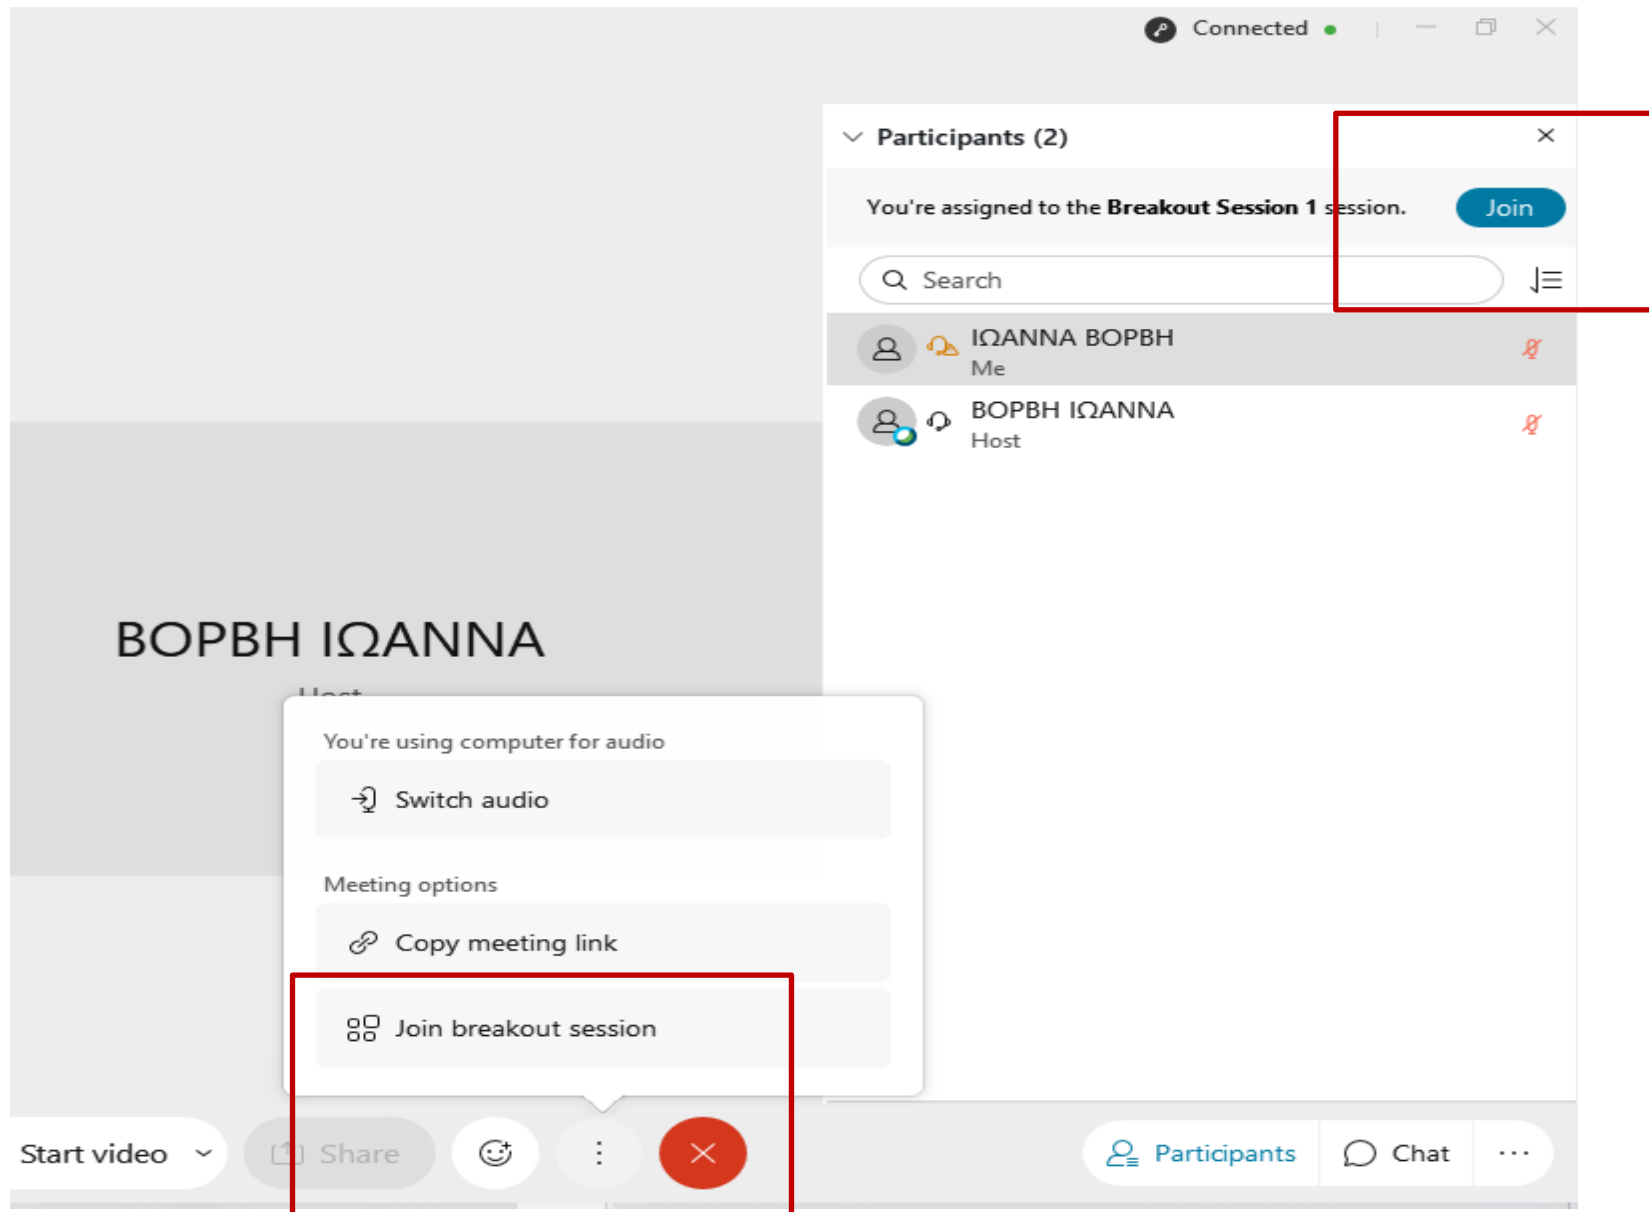 Connected
Participants (2)
You're assigned to the Breakout Session 1 session.
Join
Search
ΙΩΑΝΝΑ ΒΟΡΒΗ
Me
ΒΟΡΒΗ ΙΩΑΝΝΑ
Host
ΒΟΡΒΗ ΙΩΑΝΝΑ
Host
You're using computer for audio
Switch audio
Meeting options
Copy meeting link
Join breakout session
Start video
Share
Participants
Chat